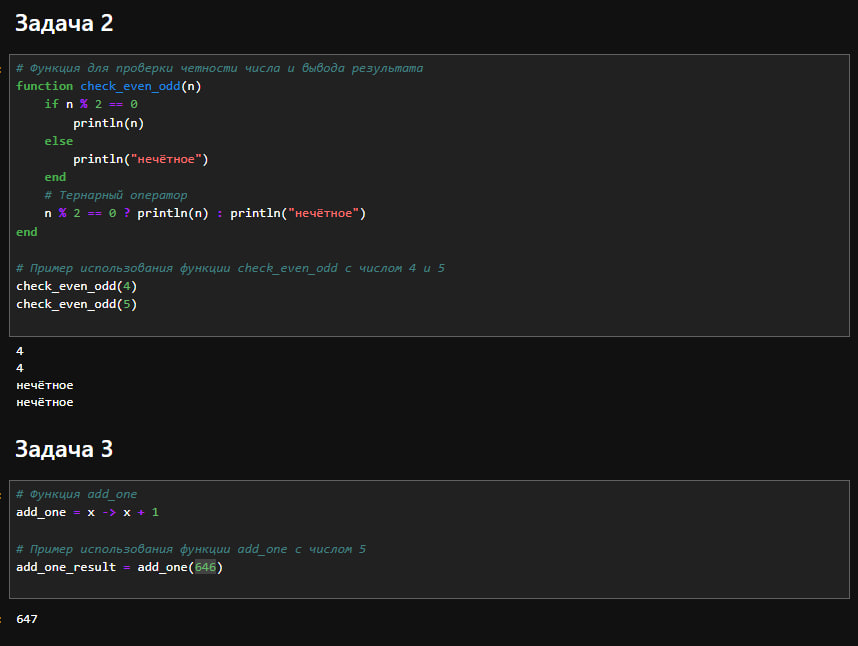 Задача 2
# Функция для проверки четности числа и вывода результата
function check_even_odd(n)
    if n % 2 == 0
        println(n)
    else
        println("нечётное")
    end
    # Тернарный оператор
    n % 2 == 0 ? println(n) : println("нечётное")
end
# Пример использования функции check_even_odd с числом 4 и 5
check_even_odd(4)
check_even_odd(5)
4
4
нечётное
нечётное
Задача 3
# Функция add_one
add_one = x -> x + 1
# Пример использования функции add_one с числом 5
add_one_result = add_one(646)
647